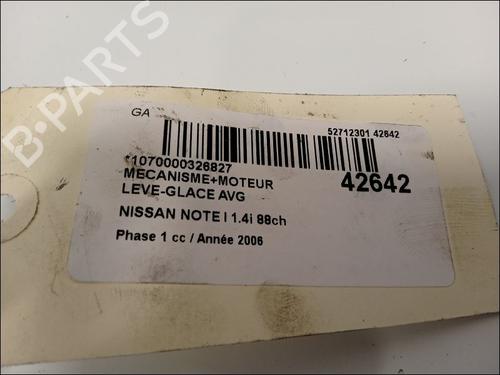 B-PARTS
GA
52712301 42642
*1070000326827
MECANISME+MOTEUR
LEVE-GLACE AVG
42642
NISSAN NOTE I 1.4i 88ch
Phase 1 cc / Année 2006